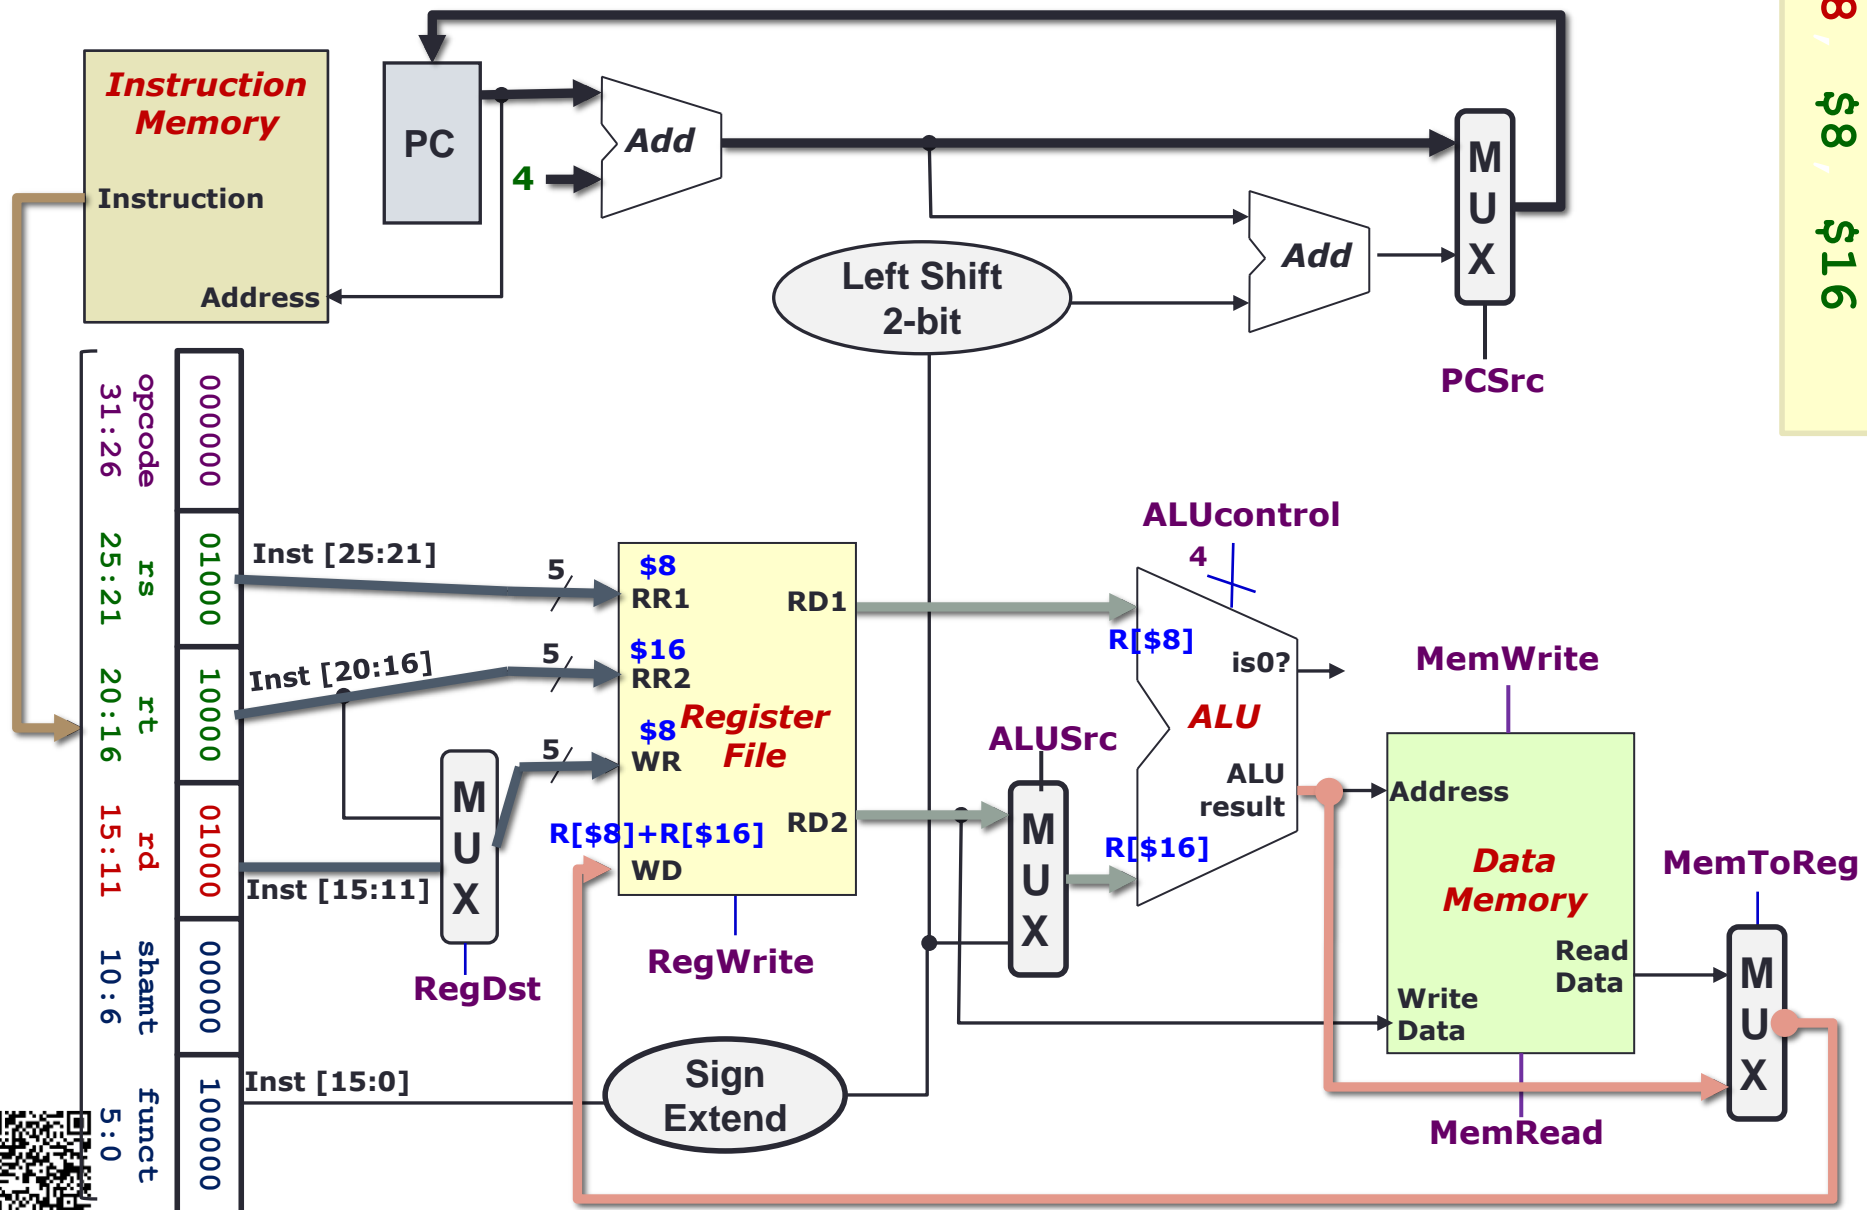 Instruction
Memory
Instruction
Address
PC
4
Add
Left Shift
2-bit
Add
M
U
X
PCSrc
8, $8, $16
opcode
31:26
000000
rs
25:21
01000
rt
20:16
10000
rd
15:11
01000
shamt
10:6
00000
funct
5:0
100000
Inst [25:21]
5
Inst [20:16]
5
5
Inst [15:11]
Inst [15:0]
M
U
X
RegDst
$8
RR1
$16
RR2
$8
WR
Register
File
R[$8]+R[$16]
WD
RD1
RD2
RegWrite
Sign
Extend
ALUSrc
M
U
X
ALUcontrol
4
R[$8]
is0?
ALU
ALU
result
R[$16]
MemWrite
Address
Data
Memory
Read
Data
Write
Data
MemRead
MemToReg
M
U
X